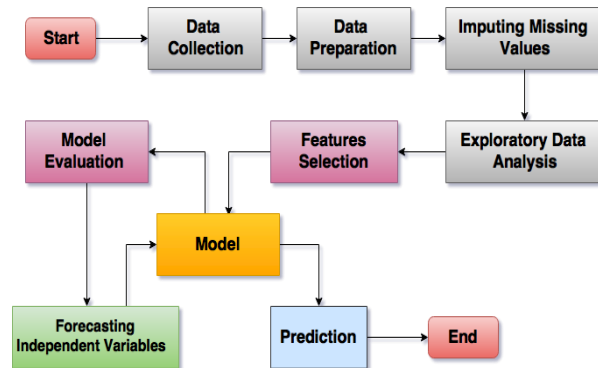 Start
Data
Collection
Data
Preparation
Imputing Missing
Values
Model
Evaluation
Features
Selection
Exploratory Data
Analysis
Model
Forecasting
Independent Variables
Prediction
End